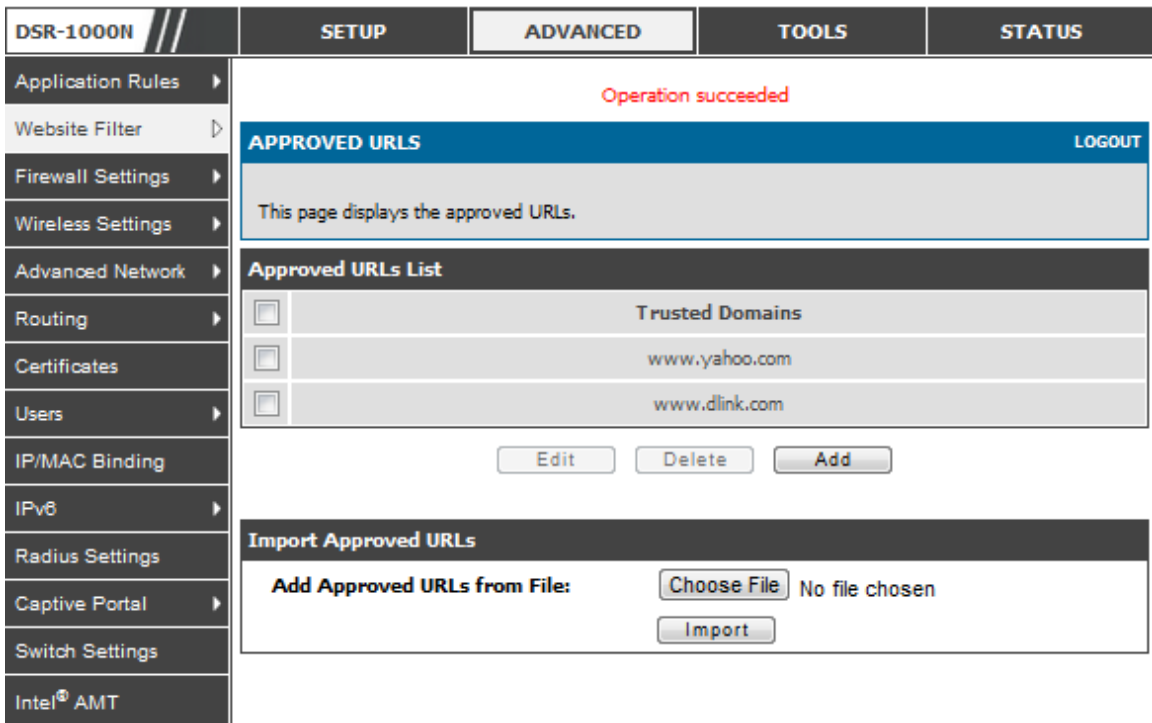 DSR-1000N
SETUP
ADVANCED
TOOLS
STATUS
Application Rules
Website Filter
Firewall Settings
Wireless Settings
Advanced Network
Routing
Certificates
Users
IP/MAC Binding
IPv6
Radius Settings
Captive Portal
Switch Settings
Intel® AMT
Operation succeeded
APPROVED URLS
LOGOUT
This page displays the approved URLs.
Approved URLs List
Trusted Domains
www.yahoo.com
www.dlink.com
Edit
Delete
Add
Import Approved URLs
Add Approved URLs from File:
Choose File
No file chosen
Import